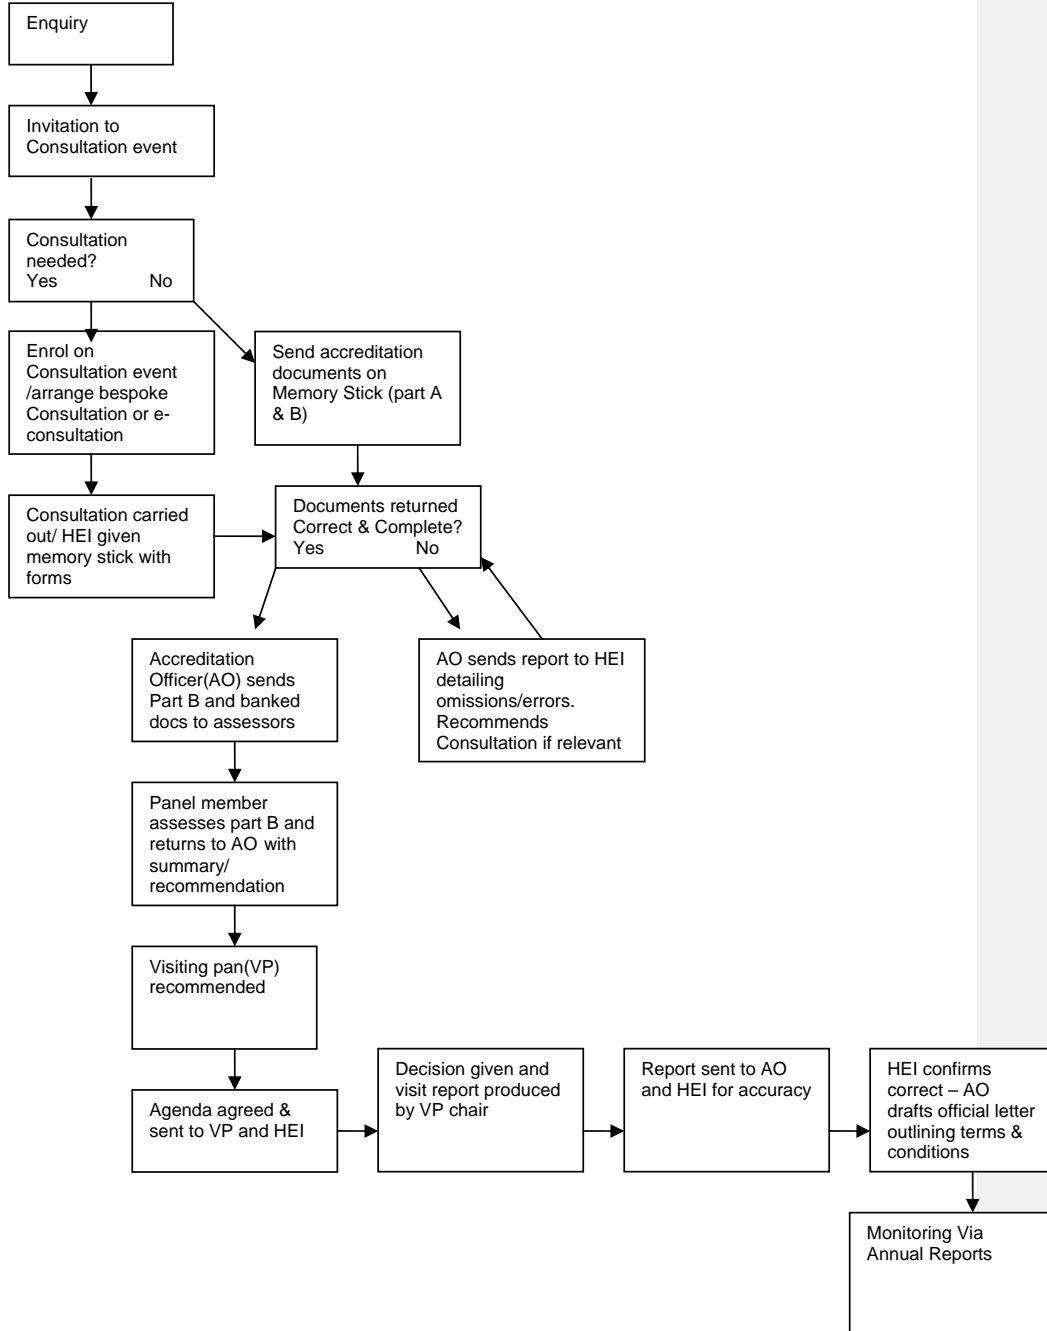 Enquiry
Invitation to
Consultation event
Consultation
needed?
Yes No
Enrol on
Consultation event
/arrange bespoke
Consultation or e-
consultation
Send accreditation
documents on
Memory Stick (part A
& B)
Consultation carried
out/ HEI given
memory stick with
forms
Documents returned
Correct & Complete?
Yes No
Accreditation
Officer(AO) sends
Part B and banked
docs to assessors
AO sends report to HEI
detailing
omissions/errors.
Recommends
Consultation if relevant
Panel member
assesses part B and
returns to AO with
summary/
recommendation
Visiting pan(VP)
recommended
Agenda agreed &
sent to VP and HEI
Decision given and
visit report produced
by VP chair
Report sent to AO
and HEI for accuracy
HEI confirms
correct – AO
drafts official letter
outlining terms &
conditions
Monitoring Via
Annual Reports